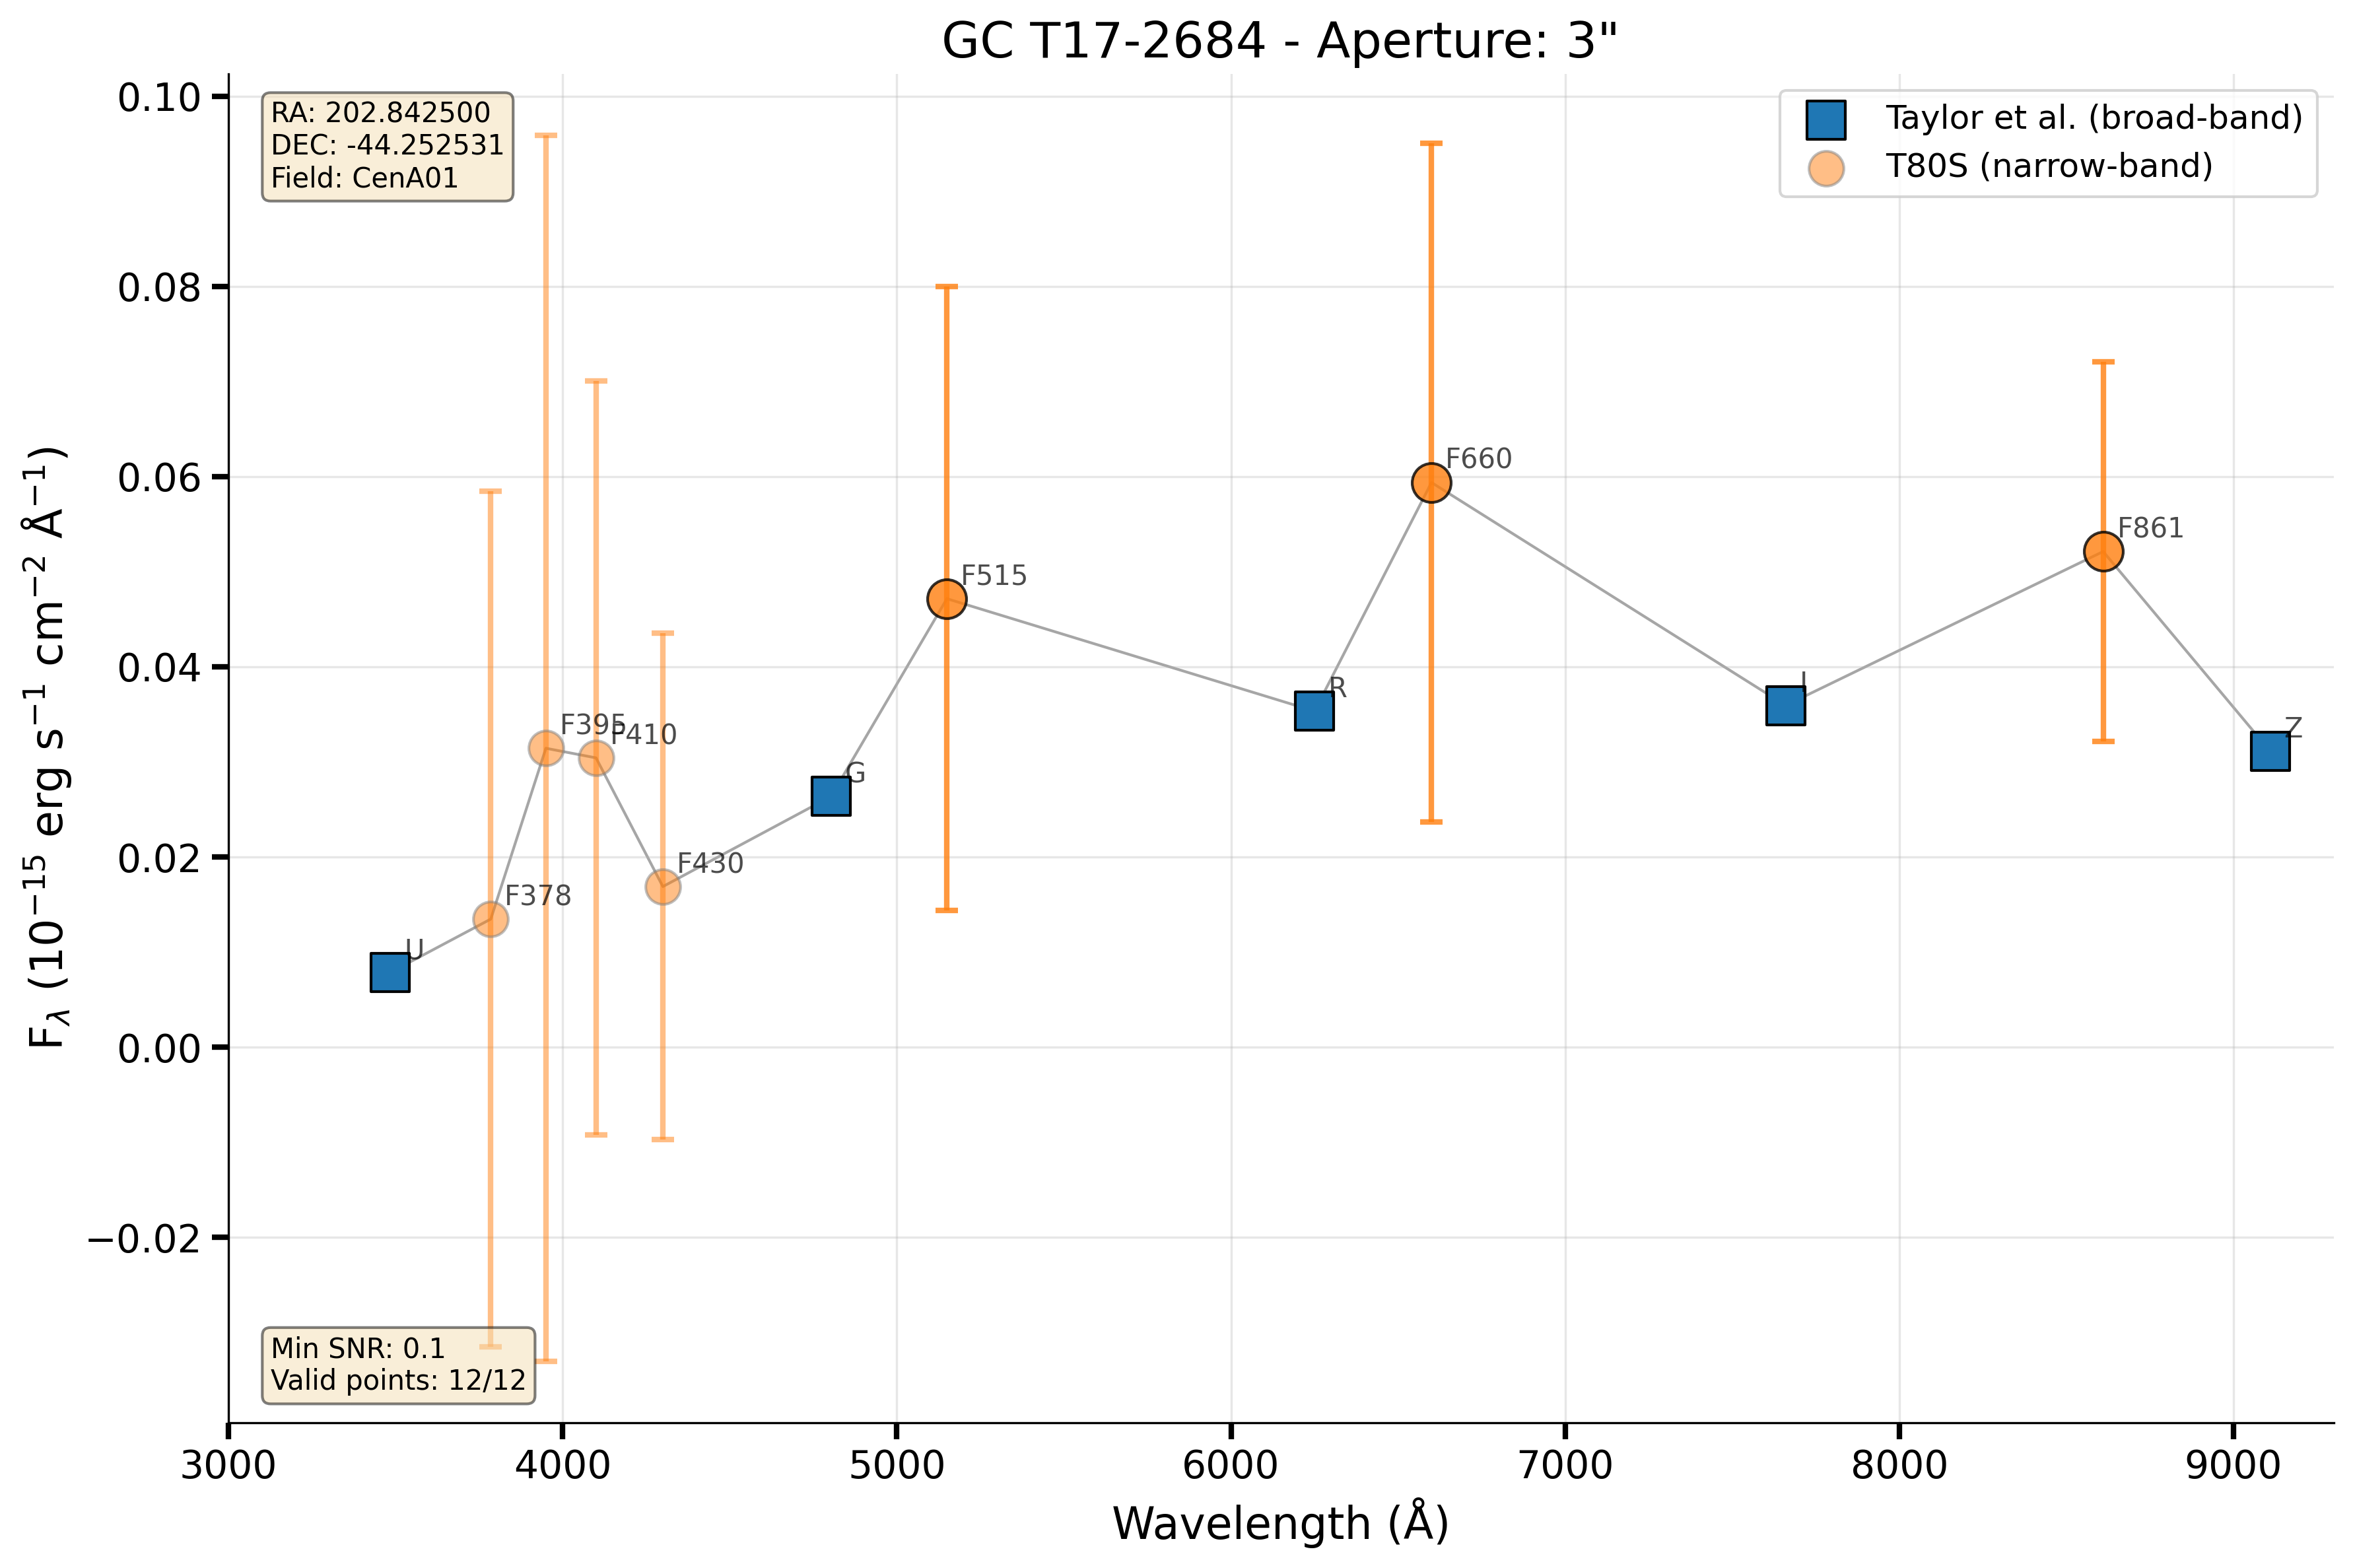 GC T17-2684 - Aperture: 3"
RA: 202.842500
DEC: -44.252531
Field: CenA01
Taylor et al. (broad-band)
T80S (narrow-band)
F$_λ$ (10$^{−15}$ erg s$^{−1}$ cm$^{−2}$ Å$^{−1}$)
0.10
0.08
0.06
0.04
0.02
0.00
−0.02
U
F378
F395
F410
F430
G
F515
R
F660
I
F861
Z
Min SNR: 0.1
Valid points: 12/12
3000 4000 5000 6000 7000 8000 9000
Wavelength (Å)